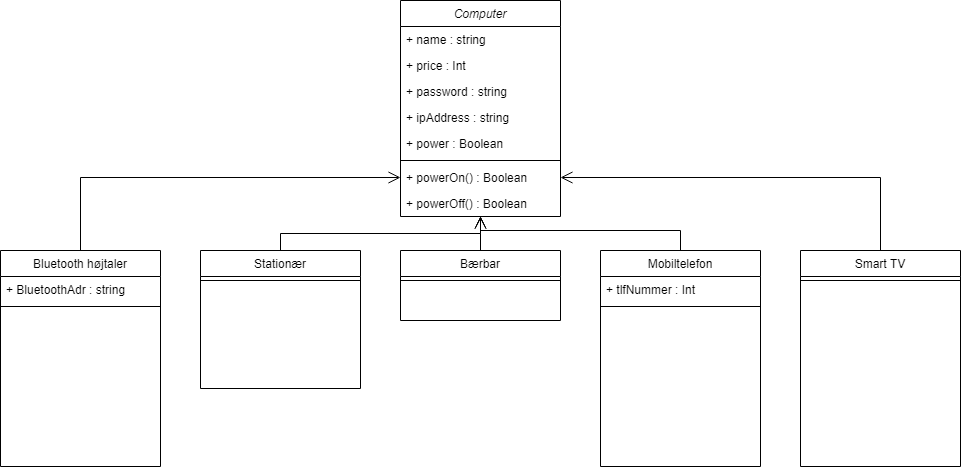 Computer
+ name : string
+ price : Int
+ password : string
+ ipAddress : string
+ power : Boolean
+ powerOn() : Boolean
+ powerOff() : Boolean
Bluetooth højtaler
+ BluetoothAdr : string
Stationær
Bærbar
Mobiltelefon
+ tlfNummer : Int
Smart TV